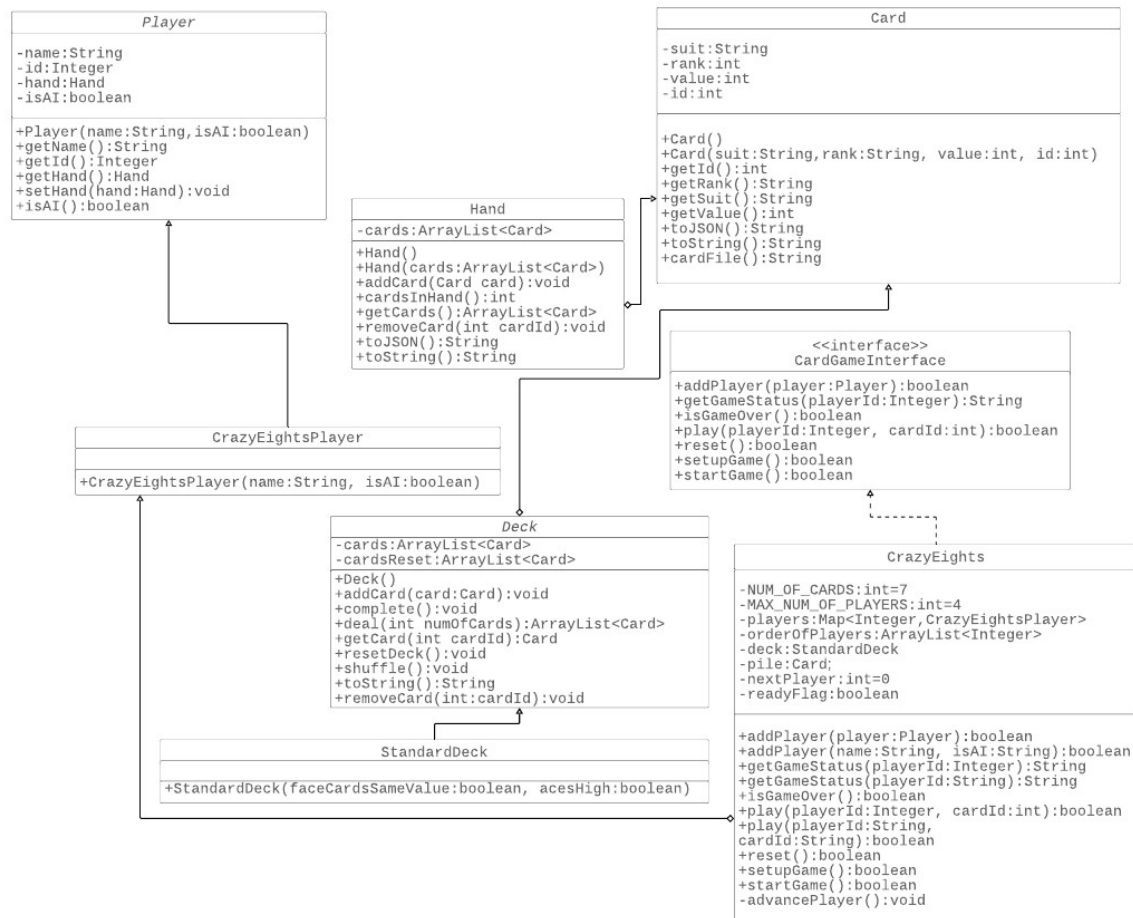 Player
-name:String
-id:Integer
-hand:Hand
-isAI:boolean
+Player(name:String,isAI:boolean)
+getName():String
+getId():Integer
+getHand():Hand
+setHand(hand:Hand):void
+isAI():boolean
Card
-suit:String
-rank:int
-value:int
-id:int
+Card()
+Card(suit:String,rank:String, value:int, id:int)
+getId():int
+getRank():String
+getSuit():String
+getValue():int
+toJSON():String
+toString():String
+cardFile():String
Hand
-cards:ArrayList<Card>
+Hand()
+Hand(cards:ArrayList<Card>)
+addCard(Card card):void
+cardsInHand():int
+getCards():ArrayList<Card>
+removeCard(int cardId):void
+toJSON():String
+toString():String
<<interface>>
CardGameInterface
+addPlayer(player:Player):boolean
+getGameStatus(playerId:Integer):String
+isGameOver():boolean
+play(playerId:Integer, cardId:int):boolean
+reset():boolean
+setupGame():boolean
+startGame():boolean
CrazyEightsPlayer
+CrazyEightsPlayer(name:String, isAI:boolean)
Deck
-cards:ArrayList<Card>
-cardsReset:ArrayList<Card>
+Deck()
+addCard(card:Card):void
+complete():void
+deal(int numOfCards):ArrayList<Card>
+getCard(int cardId):Card
+resetDeck():void
+shuffle():void
+toString():String
+removeCard(int:cardId):void
StandardDeck
+StandardDeck(faceCardsSameValue:boolean, acesHigh:boolean)
CrazyEights
-NUM_OF_CARDS:int=7
-MAX_NUM_OF_PLAYERS:int=4
-players:Map<Integer,CrazyEightsPlayer>
-orderOfPlayers:ArrayList<Integer>
-deck:StandardDeck
-pile:Card;
-nextPlayer:int=0
-readyFlag:boolean
+addPlayer(player:Player):boolean
+addPlayer(name:String, isAI:String):boolean
+getGameStatus(playerId:Integer):String
+getGameStatus(playerId:String):String
+isGameOver():boolean
+play(playerId:Integer, cardId:int):boolean
+play(playerId:String,
cardId:String):boolean
+reset():boolean
+setupGame():boolean
+startGame():boolean
-advancePlayer():void